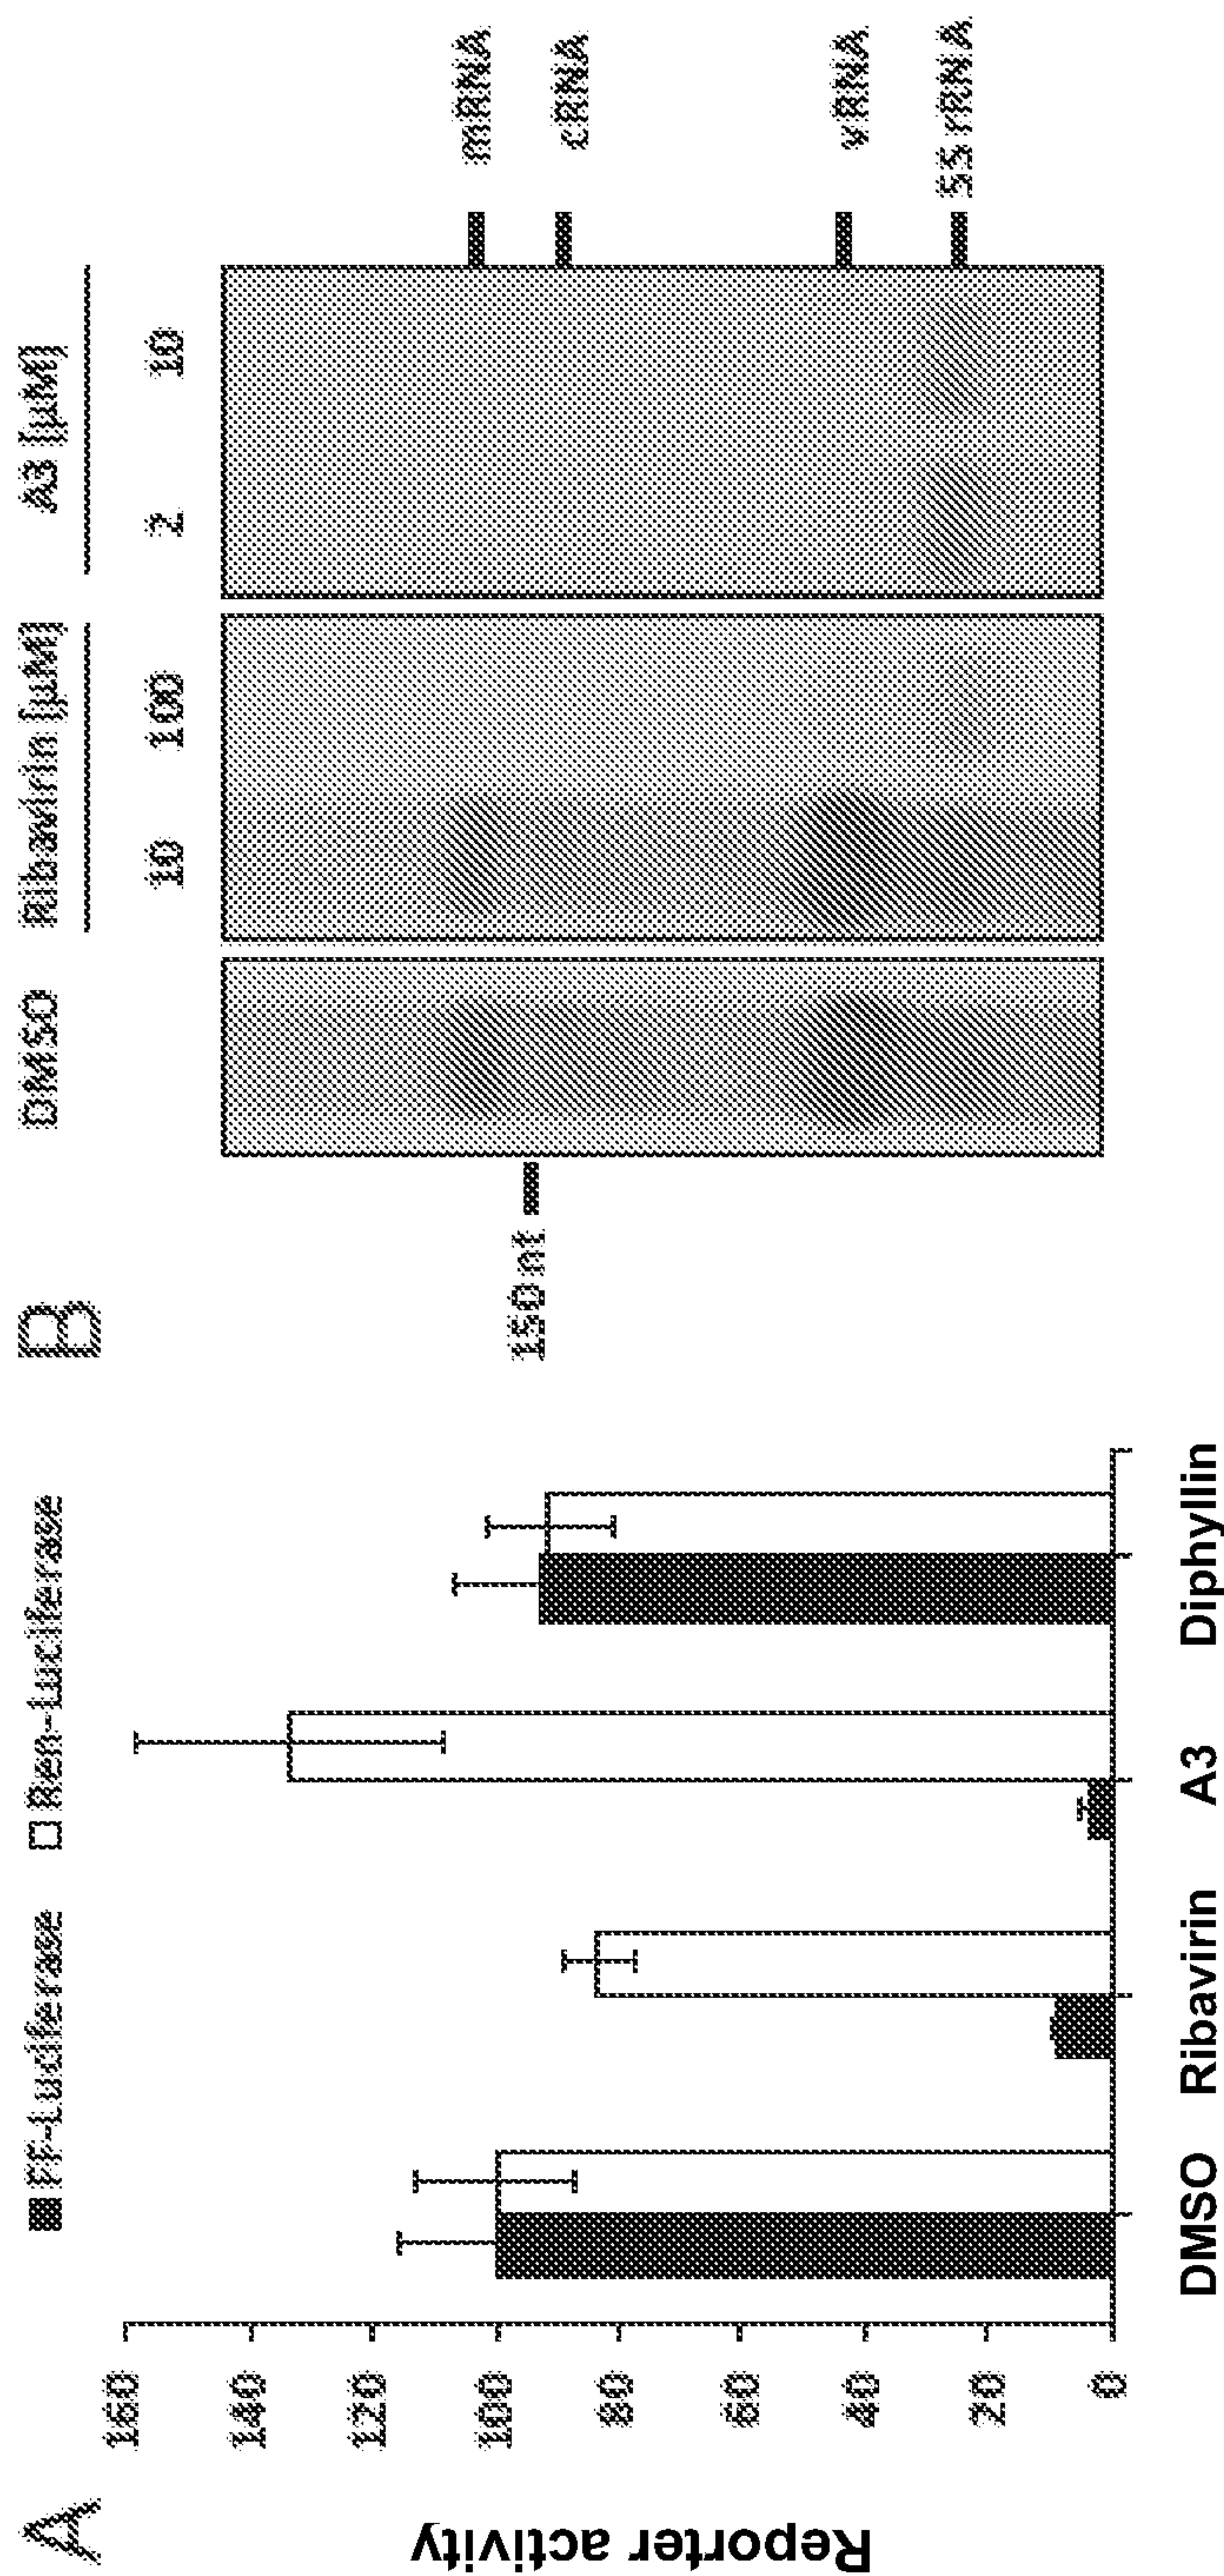 A
■ FF-Luciferase □ Ren-Luciferase
Reporter activity
160
140
120
100
80
60
40
20
0
DMSO Ribavirin A3 Diphyllin
B
DMSO Ribavirin [µM] A3 [µM]
10 100 2 10
150 nt
mRNA
cRNA
vRNA
5S rRNA